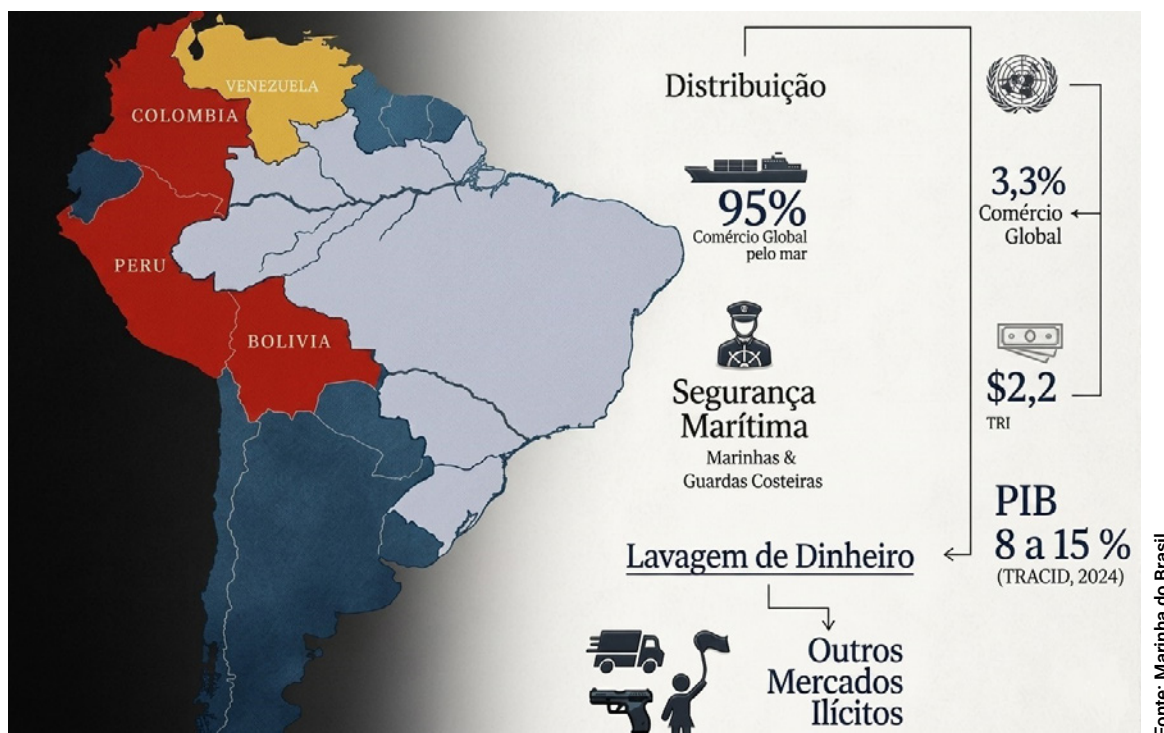 VENEZUELA
COLOMBIA
PERU
BOLIVIA
Distribuição
95%
Comércio Global
pelo mar
Segurança
Marítima
Marinhas &
Guardas Costeiras
Lavagem de Dinheiro
Outros
Mercados
Ilícitos
3,3%
Comércio
Global
$2,2
TRI
PIB
8 a 15 %
(TRACID, 2024)
Fonte: Marinha do Brasil